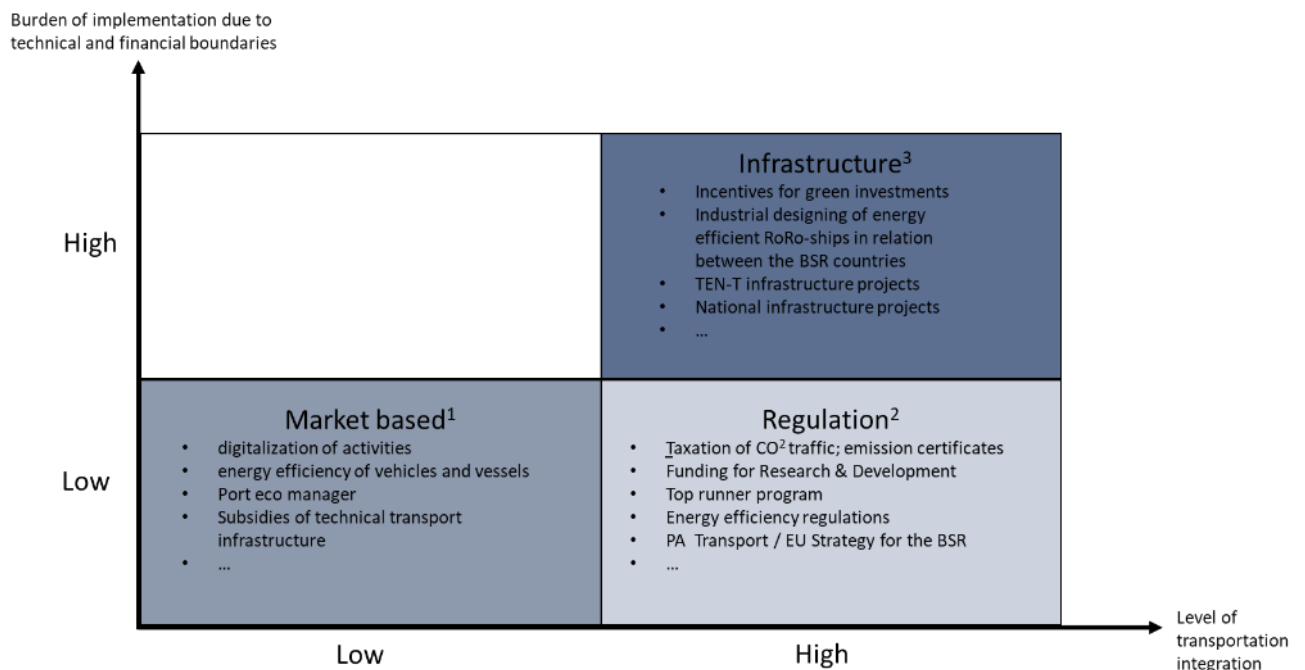 Burden of implementation due to
technical and financial boundaries
High
Infrastructure³
• Incentives for green investments
• Industrial designing of energy
efficient RoRo-ships in relation
between the BSR countries
• TEN-T infrastructure projects
• National infrastructure projects
• ...
Low
Market based¹
• digitalization of activities
• energy efficiency of vehicles and vessels
• Port eco manager
• Subsidies of technical transport
infrastructure
• ...
Regulation²
• Taxation of CO² traffic; emission certificates
• Funding for Research & Development
• Top runner program
• Energy efficiency regulations
• PA Transport / EU Strategy for the BSR
• ...
Low
High
Level of
transportation
integration